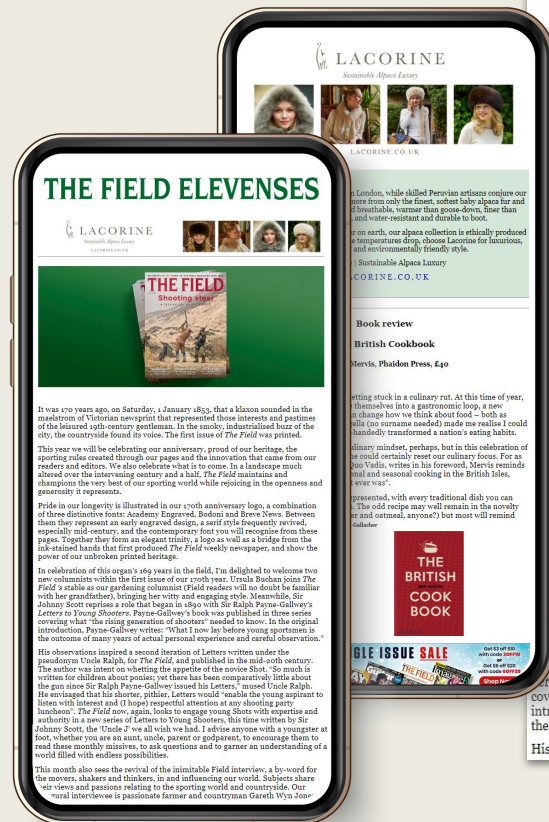 LACORINE
Sustainable Alpaca Luxury
LACORINE.CO.UK
London, while skilled Peruvian artisans conjure our
more from only the finest, softest baby alpaca fur and
breathable, warmer than goose-down, finer than
and water-resistant and durable to boot.
on earth, our alpaca collection is ethically produced
temperatures drop, choose Lacorine for luxurious,
and environmentally friendly style.
| Sustainable Alpaca Luxury
CORINE.CO.UK
Book review
British Cookbook
Mervis, Phaidon Press, £40
getting stuck in a culinary rut. At this time of year,
themselves into a gastronomic loop, a new
change how we think about food – both as
(no surname needed) made me realise I could
-handedly transformed a nation's eating habits.
culinary mindset, perhaps, but in this celebration of
could certainly reset our culinary focus. For as
Quo Vadis, writes in his foreword, Mervis reminds
and seasonal cooking in the British Isles,
ever was".
represented, with every traditional dish you can
The odd recipe may well remain in the novelty
and oatmeal, anyone?) but most will remind
Gallacher
THE
BRITISH
COOK
BOOK
GLE ISSUE SALE
Get $3 off $10
with code 3OFF10
Or
Get $6 off $20
with code 6OFF20
Shop
THE FIELD
THE FIELD ELEVENSES
LACORINE
Sustainable Alpaca Luxury
LACORINE.CO.UK
THE FIELD
Shooting steel
It was 170 years ago, on Saturday, 1 January 1853, that a klaxon sounded in the
maelstrom of Victorian newsprint that represented those interests and pastimes
of the leisured 19th-century gentleman. In the smoky, industrialised buzz of the
city, the countryside found its voice. The first issue of The Field was printed.
This year we will be celebrating our anniversary, proud of our heritage, the
sporting rules created through our pages and the innovation that came from our
readers and editors. We also celebrate what is to come. In a landscape much
altered over the intervening century and a half, The Field maintains and
champions the very best of our sporting world while rejoicing in the openness and
generosity it represents.
Pride in our longevity is illustrated in our 170th anniversary logo, a combination
of three distinctive fonts: Academy Engraved, Bodoni and Breve News. Between
them they represent an early engraved design, a serif style frequently revived,
especially mid-century, and the contemporary font you will recognise from these
pages. Together they form an elegant trinity, a logo as well as a bridge from the
ink-stained hands that first produced The Field weekly newspaper, and show the
power of our unbroken printed heritage.
In celebration of this organ's 169 years in the field, I'm delighted to welcome two
new columnists within the first issue of our 170th year. Ursula Buchan joins The
Field's stable as our gardening columnist (Field readers will no doubt be familiar
with her grandfather), bringing her witty and engaging style. Meanwhile, Sir
Johnny Scott reprises a role that began in 1890 with Sir Ralph Payne-Gallwey's
Letters to Young Shooters. Payne-Gallwey's book was published in three series
covering what "the rising generation of shooters" needed to know. In the original
introduction, Payne-Gallwey writes: "What I now lay before young sportsmen is
the outcome of many years of actual personal experience and careful observation."
His observations inspired a second iteration of Letters written under the
pseudonym Uncle Ralph, for The Field, and published in the mid-20th century.
The author was intent on whetting the appetite of the novice Shot. "So much is
written for children about ponies; yet there has been comparatively little about
the gun since Sir Ralph Payne-Gallwey issued his Letters," mused Uncle Ralph.
He envisaged that his shorter, pithier, Letters would "enable the young aspirant to
listen with interest and (I hope) respectful attention at any shooting party
luncheon". The Field now, again, looks to engage young Shots with expertise and
authority in a new series of Letters to Young Shooters, this time written by Sir
Johnny Scott, the 'Uncle J' we all wish we had. I advise anyone with a youngster at
foot, whether you are an aunt, uncle, parent or godparent, to encourage them to
read these monthly missives, to ask questions and to garner an understanding of a
world filled with endless possibilities.
This month also sees the revival of the inimitable Field interview, a by-word for
the movers, shakers and thinkers, in and influencing our world. Subjects share
their views and passions relating to the sporting world and countryside. Our
interviewee is passionate farmer and countryman Gareth Wyn Jone
cov
intr
the
His